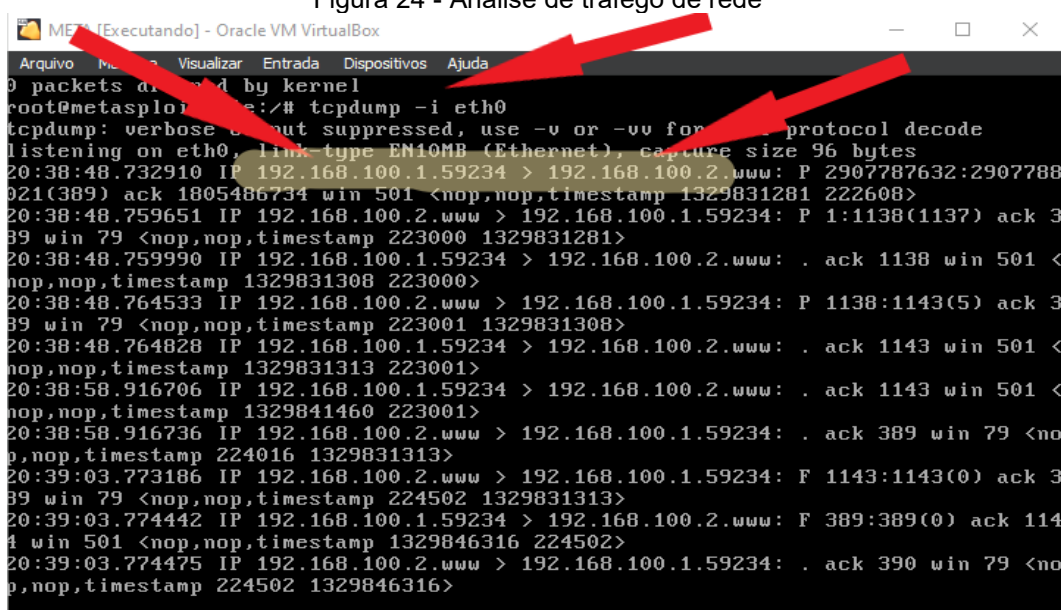 Figura 24 - Análise de tráfego de rede
META [Executando] - Oracle VM VirtualBox
Arquivo Visualizar Entrada Dispositivos Ajuda
0 packets by kernel
tcpdump -i eth0
tcpdump: verbose suppressed, use -v or -vv for protocol decode
listening on eth0, link-type EN10MB (Ethernet), capture size 96 bytes
20:38:48.732910 IP 192.168.100.1.59234 > 192.168.100.2.www: P 2907787632:2907788
021(389) ack 1805486734 win 501 <nop,nop,timestamp 1329831281 222608>
20:38:48.759651 IP 192.168.100.2.www > 192.168.100.1.59234: P 1:1138(1137) ack 3
89 win 79 <nop,nop,timestamp 223000 1329831281>
20:38:48.759990 IP 192.168.100.1.59234 > 192.168.100.2.www: . ack 1138 win 501 <
nop,nop,timestamp 1329831308 223000>
20:38:48.764533 IP 192.168.100.2.www > 192.168.100.1.59234: P 1138:1143(5) ack 3
89 win 79 <nop,nop,timestamp 223001 1329831308>
20:38:48.764828 IP 192.168.100.1.59234 > 192.168.100.2.www: . ack 1143 win 501 <
nop,nop,timestamp 1329831313 223001>
20:38:58.916706 IP 192.168.100.1.59234 > 192.168.100.2.www: . ack 1143 win 501 <
nop,nop,timestamp 1329841460 223001>
20:38:58.916736 IP 192.168.100.2.www > 192.168.100.1.59234: . ack 389 win 79 <no
p,nop,timestamp 224016 1329831313>
20:39:03.773186 IP 192.168.100.2.www > 192.168.100.1.59234: F 1143:1143(0) ack 3
89 win 79 <nop,nop,timestamp 224502 1329831313>
20:39:03.774442 IP 192.168.100.1.59234 > 192.168.100.2.www: F 389:389(0) ack 114
4 win 501 <nop,nop,timestamp 1329846316 224502>
20:39:03.774475 IP 192.168.100.2.www > 192.168.100.1.59234: . ack 390 win 79 <no
p,nop,timestamp 224502 1329846316>